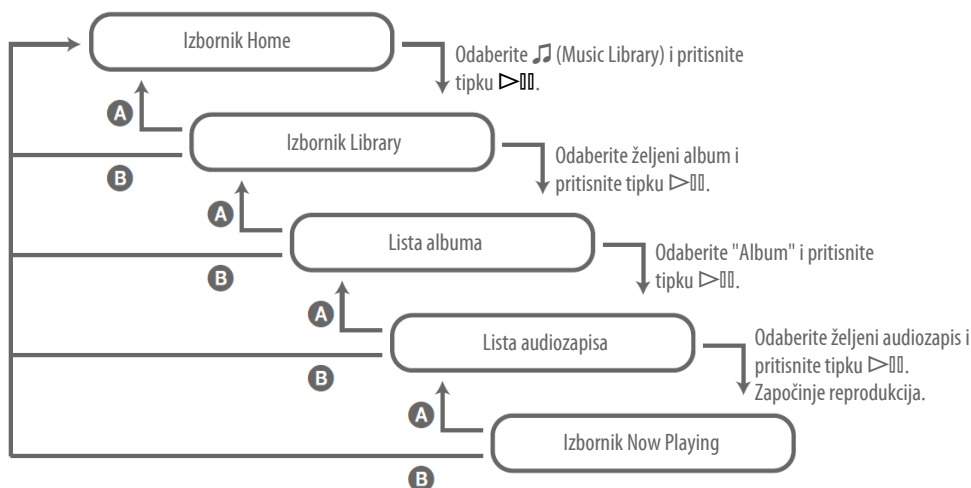 Izbornik Home
Odaberite ♫ (Music Library) i pritisnite
tipku ▷II.
A
Izbornik Library
B
Odaberite željeni album i
pritisnite tipku ▷II.
A
Lista albuma
B
Odaberite "Album" i pritisnite
tipku ▷II.
A
Lista audiozapisa
B
Odaberite željeni audiozapis i
pritisnite tipku ▷II.
Započinje reprodukcija.
A
Izbornik Now Playing
B